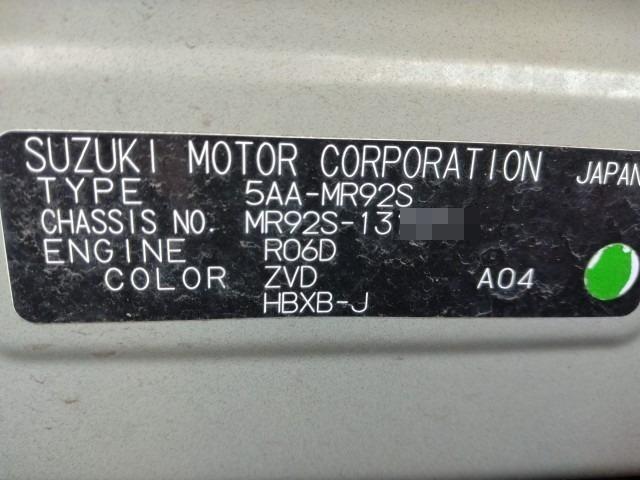 SUZUKI MOTOR CORPORATION JAPAN
TYPE 5AA-MR92S
CHASSIS NO. MR92S-13
ENGINE R06D
COLOR ZVD A04
HBXB-J